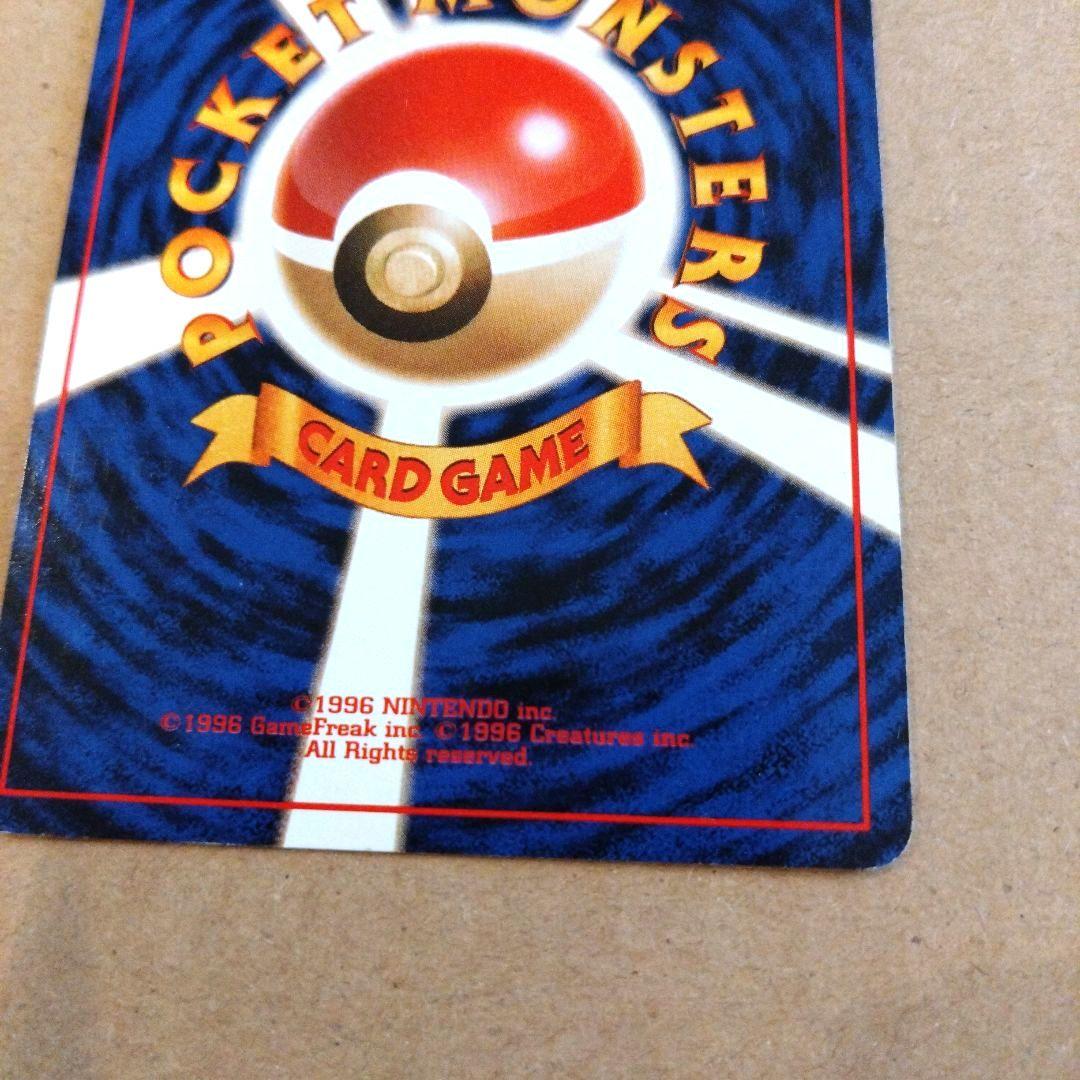 POCKET MONSTERS
CARD GAME
©1996 NINTENDO inc.
©1996 GameFreak inc. ©1996 Creatures inc.
All Rights reserved.